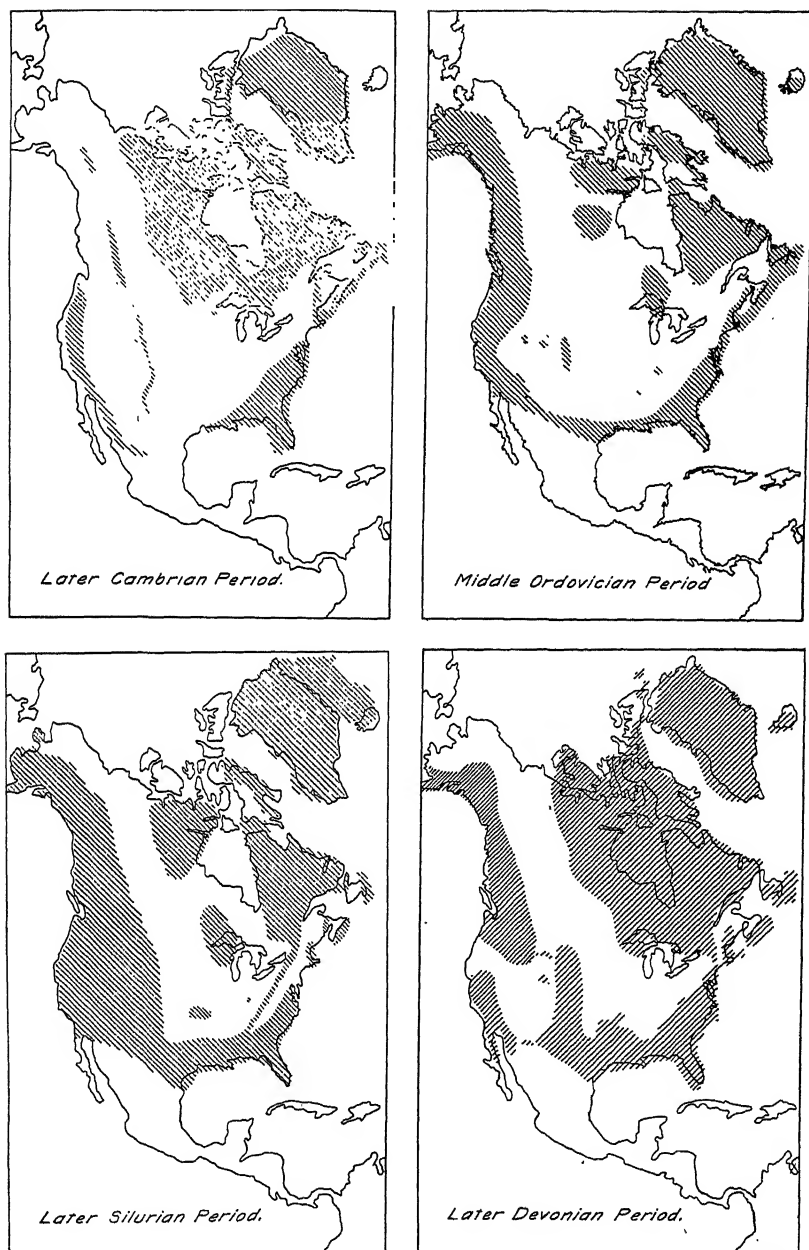 Later Cambrian Period.
Middle Ordovician Period
Later Silurian Period.
Later Devonian Period.